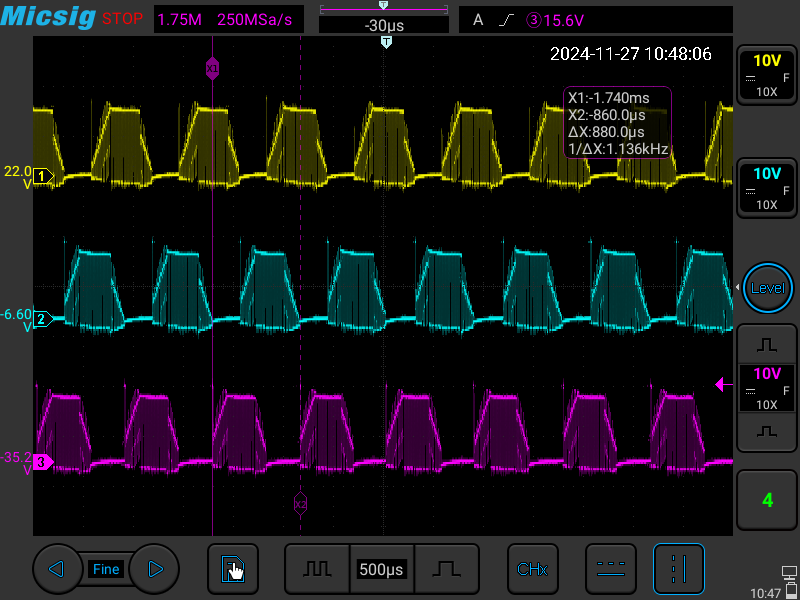 Micsig STOP 1.75M 250MSa/s T -30µs A ③15.6V
T
2024-11-27 10:48:06
X1
X1:-1.740ms
X2:-860.0µs
ΔX:880.0µs
1/ΔX:1.136kHz
10V
F
10X
22.0
V
1
10V
F
10X
-6.60
V
2
Level
10V
F
10X
-35.2
V
3
X2
4
Fine
500µs
CHx
10:47